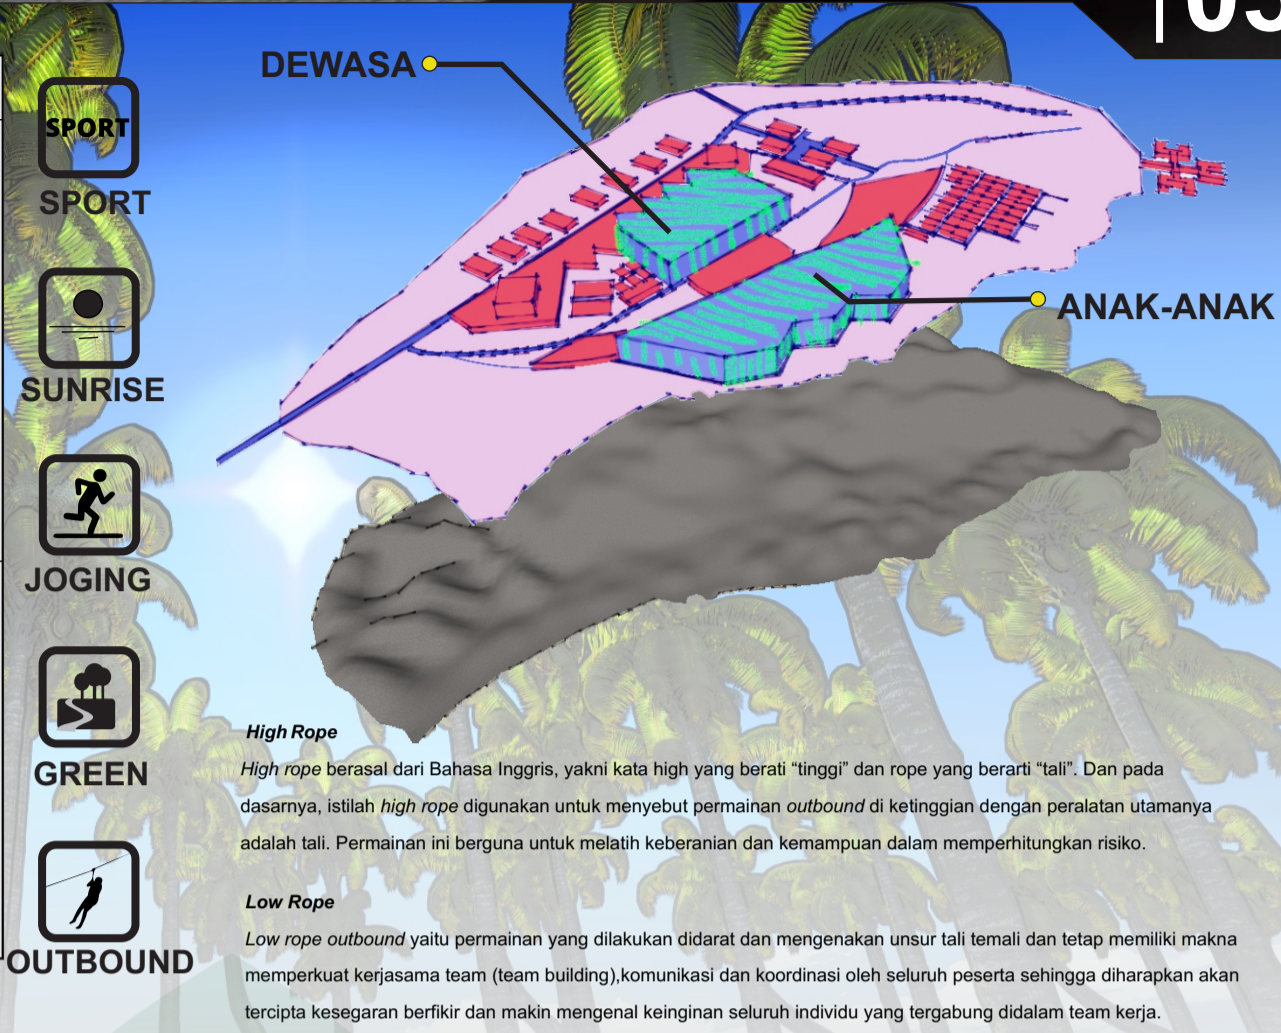 05
DEWASA
SPORT
SPORT
ANAK-ANAK
SUNRISE
JOGING
GREEN
OUTBOUND
High Rope
High rope berasal dari Bahasa Inggris, yakni kata high yang berati “tinggi” dan rope yang berarti “tali”. Dan pada
dasarnya, istilah high rope digunakan untuk menyebut permainan outbound di ketinggian dengan peralatan utamanya
adalah tali. Permainan ini berguna untuk melatih keberanian dan kemampuan dalam memperhitungkan risiko.
Low Rope
Low rope outbound yaitu permainan yang dilakukan didarat dan mengenakan unsur tali temali dan tetap memiliki makna
memperkuat kerjasama team (team building),komunikasi dan koordinasi oleh seluruh peserta sehingga diharapkan akan
tercipta kesegaran berfikir dan makin mengenal keinginan seluruh individu yang tergabung didalam team kerja.